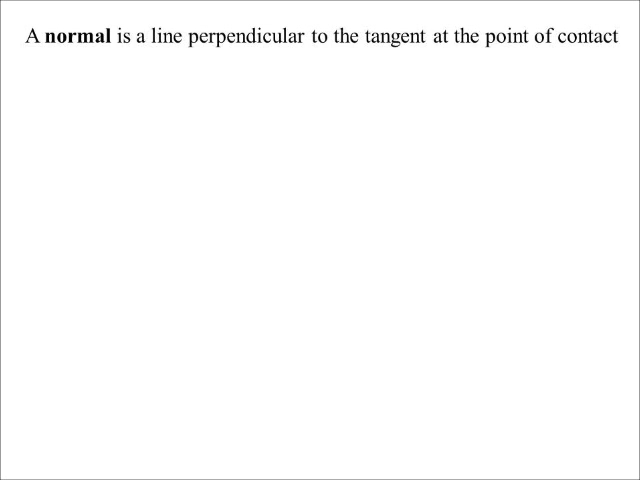 A normal is a line perpendicular to the tangent at the point of contact